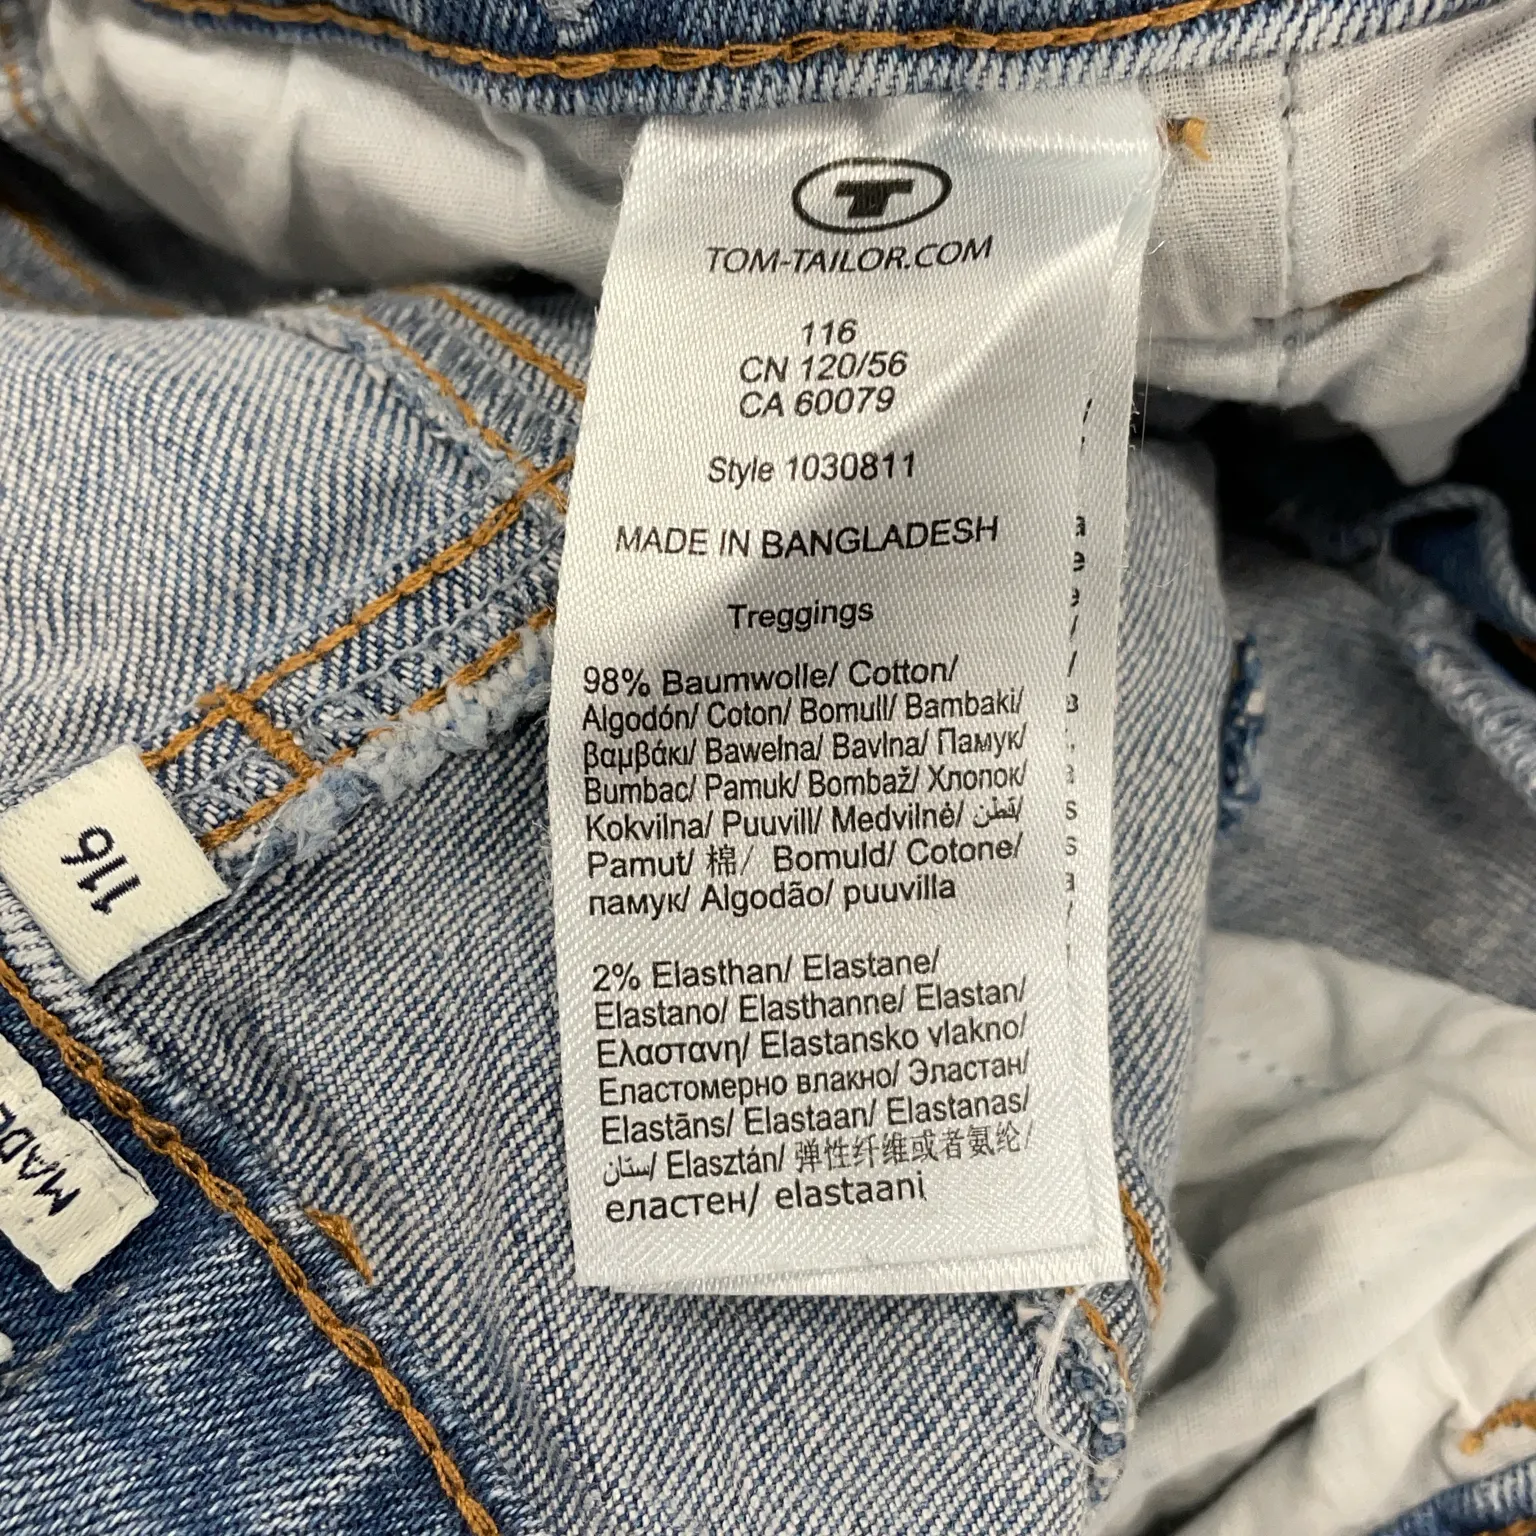 T
TOM-TAILOR.COM
116
CN 120/56
CA 60079
Style 1030811
MADE IN BANGLADESH
Treggings
98% Baumwolle/ Cotton/
Algodón/ Coton/ Bomull/ Bambaki/
βαμβάκι/ Bawełna/ Bavlna/ Памук/
Bumbac/ Pamuk/ Bombaž/ Хлопок/
Kokvilna/ Puuvill/ Medvilnė/ قطن/
Pamut/ 棉/ Bomuld/ Cotone/
памук/ Algodão/ puuvilla
2% Elasthan/ Elastane/
Elastano/ Elasthanne/ Elastan/
Ελαστανη/ Elastansko vlakno/
Еластомерно влакно/ Эластан/
Elastāns/ Elastaan/ Elastanas/
ستان/ Elasztán/ 弹性纤维或者氨纶/
еластен/ elastaani
116
MADE